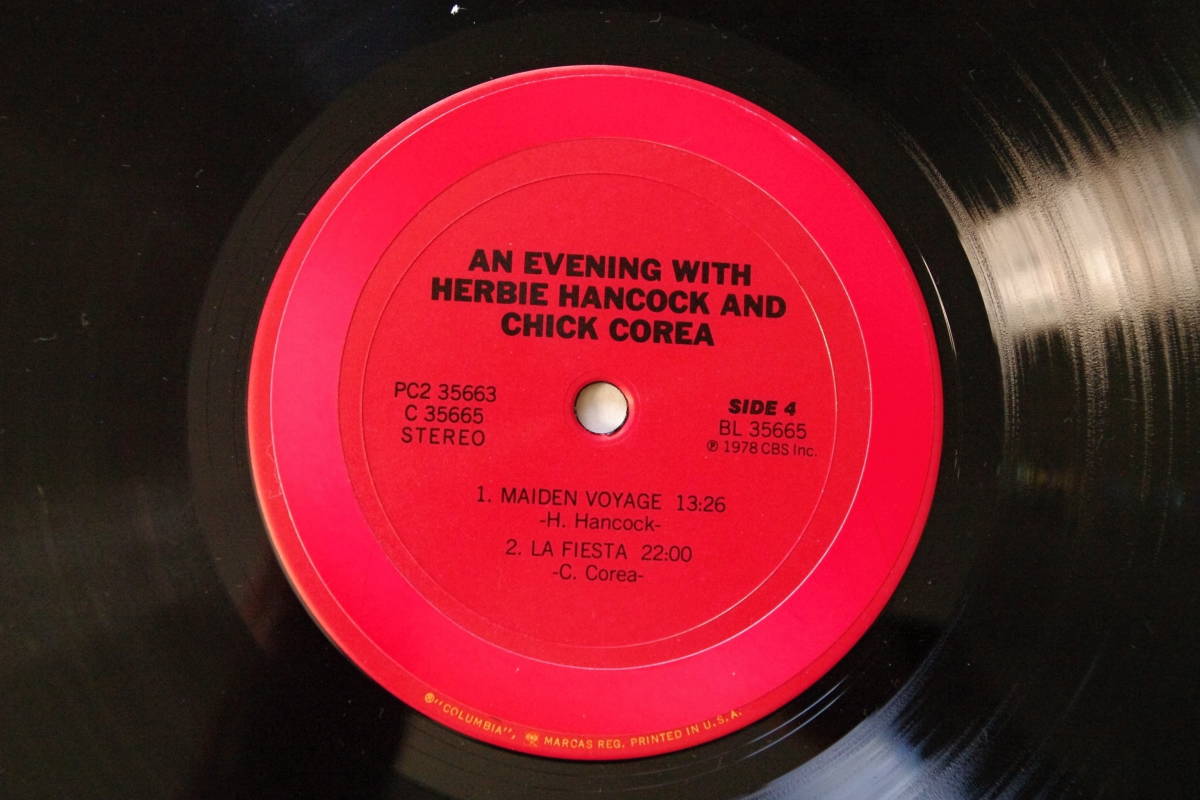 AN EVENING WITH
HERBIE HANCOCK AND
CHICK COREA
PC2 35663
C 35665
STEREO
SIDE 4
BL 35665
℗ 1978 CBS Inc.
1. MAIDEN VOYAGE 13:26
-H. Hancock-
2. LA FIESTA 22:00
-C. Corea-
®"COLUMBIA", MARCAS REG. PRINTED IN U.S.A.